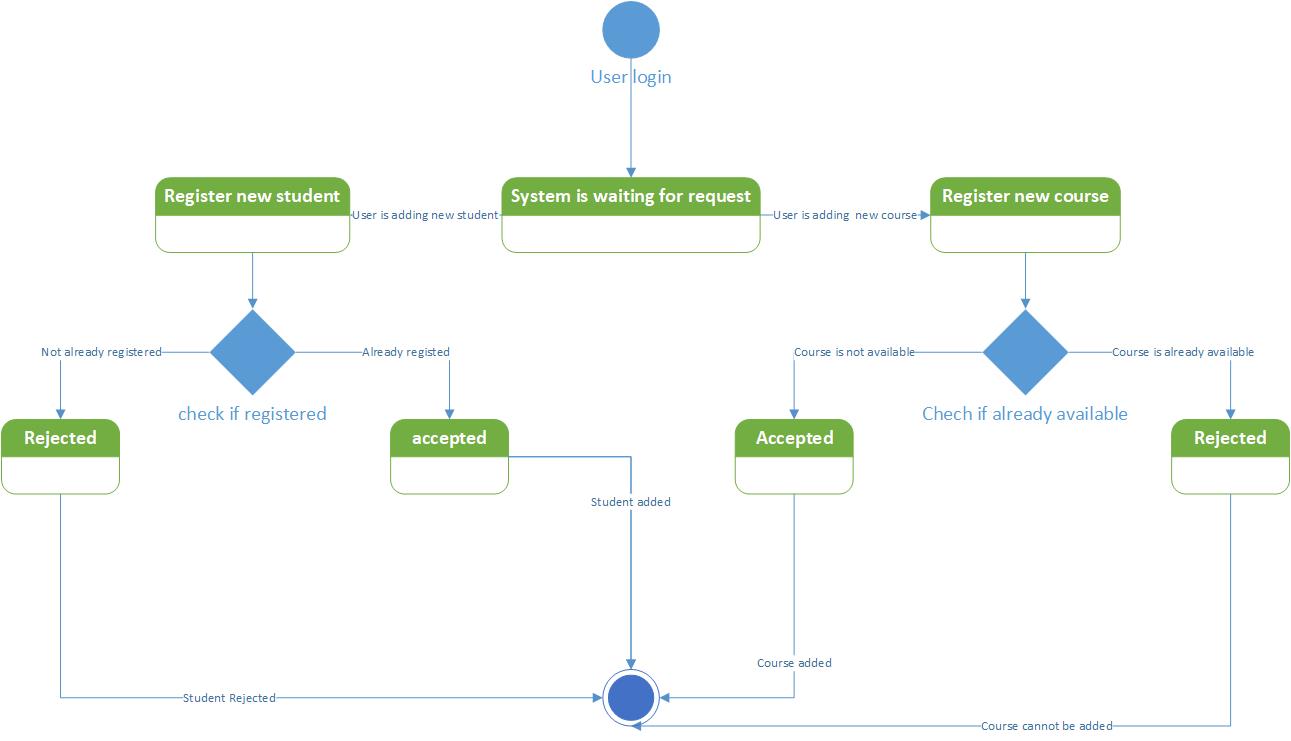 User login
Register new student
System is waiting for request
Register new course
User is adding new student
User is adding  new course
Not already registered
Already registed
Course is not available
Course is already available
check if registered
Chech if already available
Rejected
accepted
Accepted
Rejected
Student added
Course added
Student Rejected
Course cannot be added